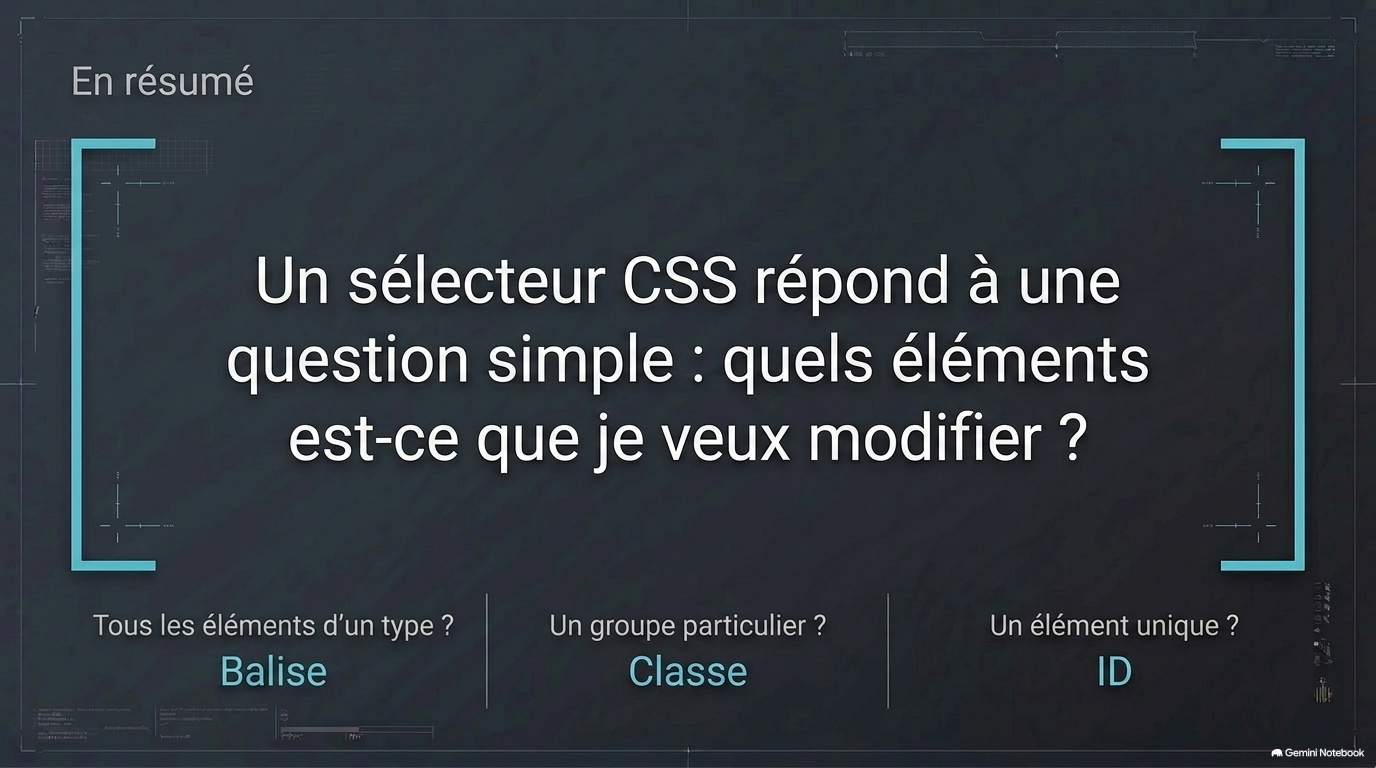 En résumé
Un sélecteur CSS répond à une
question simple : quels éléments
est-ce que je veux modifier ?
Tous les éléments d’un type ?
Balise
Un groupe particulier ?
Classe
Un élément unique ?
ID
Gemini Notebook